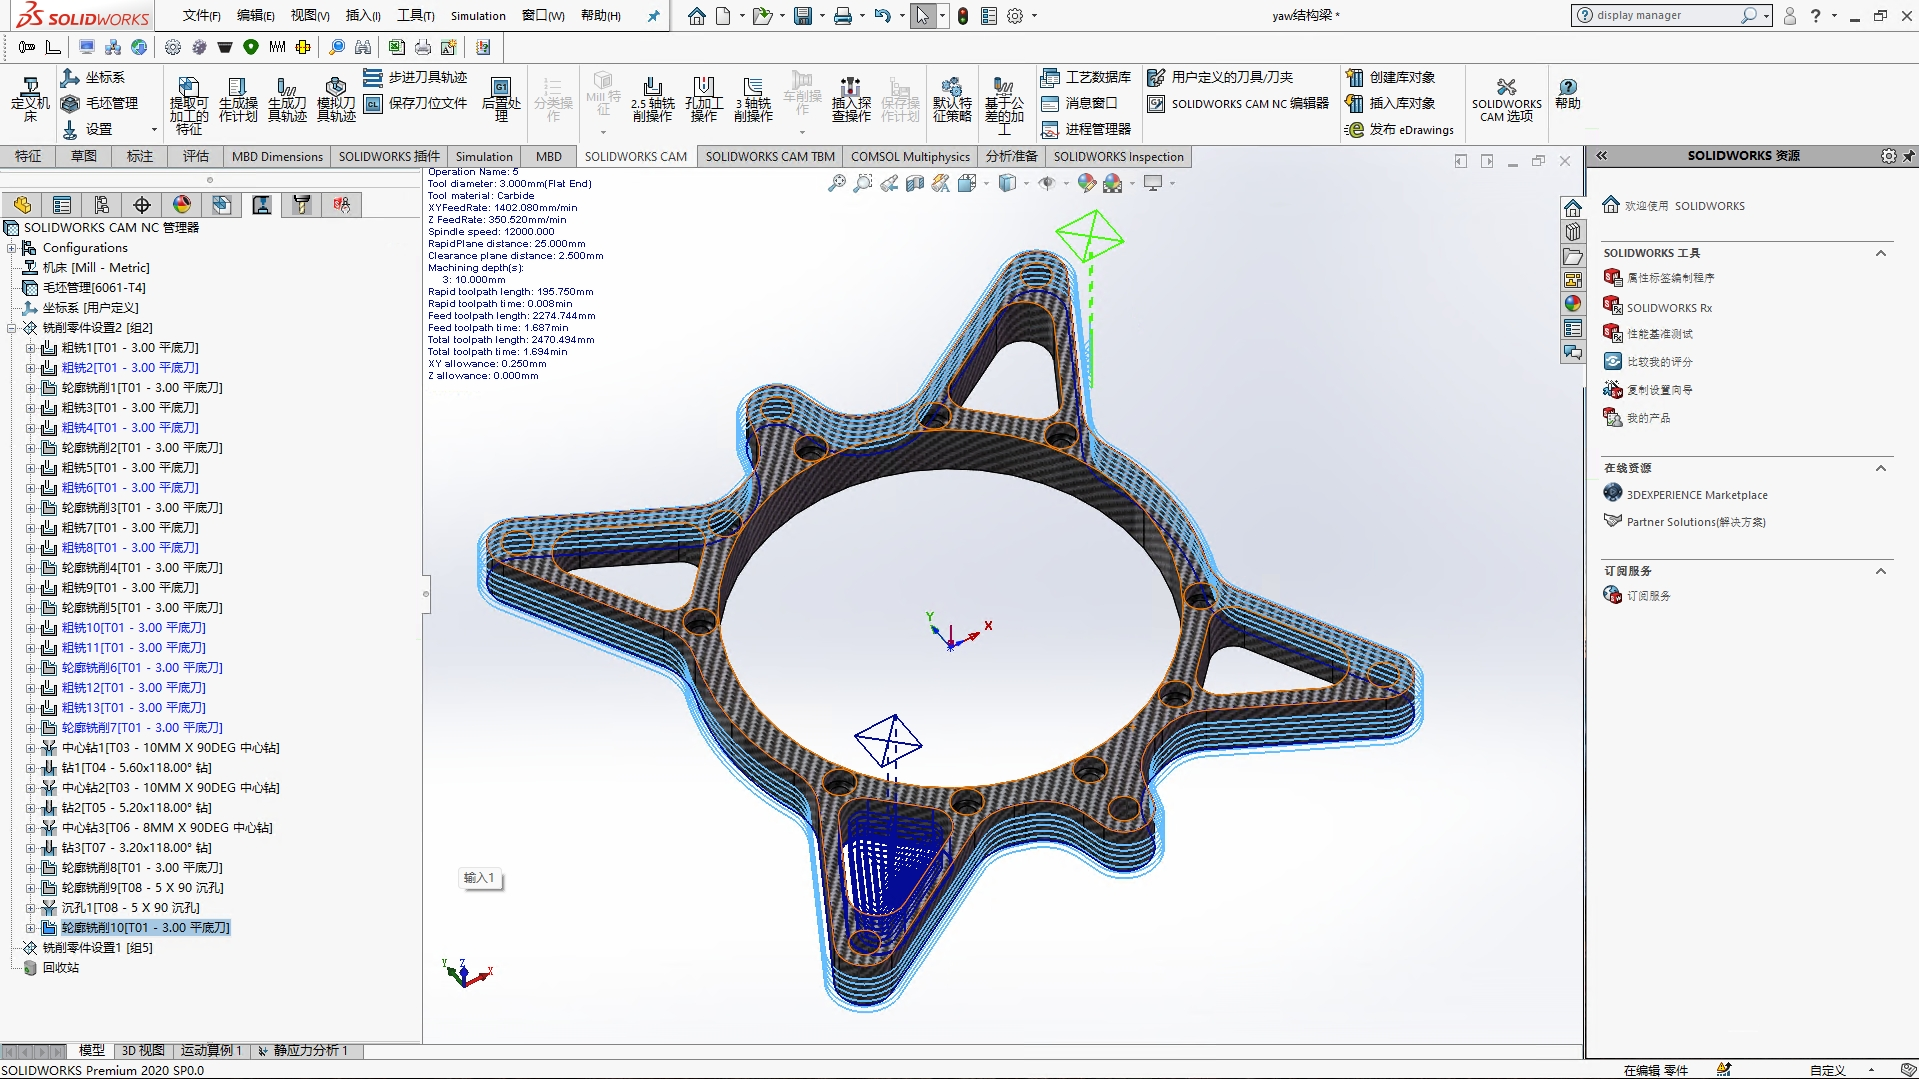 SOLIDWORKS
文件(F) 编辑(E) 视图(V) 插入(I) 工具(T) Simulation 窗口(W) 帮助(H)
yaw结构梁 *
display manager
定义机床
坐标系
毛坯管理
设置
提取可加工的特征
生成操作计划
生成刀具轨迹
模拟刀具轨迹
步进刀具轨迹
保存刀位文件
后置处理
分类操作
Mill 特征
2.5 轴铣削操作
孔加工操作
3 轴铣削操作
车削操作
插入探查操作
保存操作计划
默认特征策略
基于公差的加工
工艺数据库
消息窗口
进程管理器
用户定义的刀具/刀夹
SOLIDWORKS CAM NC 编辑器
创建库对象
插入库对象
发布 eDrawings
SOLIDWORKS CAM 选项
帮助
特征 草图 标注 评估 MBD Dimensions SOLIDWORKS 插件 Simulation MBD SOLIDWORKS CAM SOLIDWORKS CAM TBM COMSOL Multiphysics 分析准备 SOLIDWORKS Inspection
SOLIDWORKS CAM NC 管理器
Configurations
机床 [Mill - Metric]
毛坯管理[6061-T4]
坐标系 [用户定义]
铣削零件设置2 [组2]
粗铣1[T01 - 3.00 平底刀]
粗铣2[T01 - 3.00 平底刀]
轮廓铣削1[T01 - 3.00 平底刀]
粗铣3[T01 - 3.00 平底刀]
粗铣4[T01 - 3.00 平底刀]
轮廓铣削2[T01 - 3.00 平底刀]
粗铣5[T01 - 3.00 平底刀]
粗铣6[T01 - 3.00 平底刀]
轮廓铣削3[T01 - 3.00 平底刀]
粗铣7[T01 - 3.00 平底刀]
粗铣8[T01 - 3.00 平底刀]
轮廓铣削4[T01 - 3.00 平底刀]
粗铣9[T01 - 3.00 平底刀]
轮廓铣削5[T01 - 3.00 平底刀]
粗铣10[T01 - 3.00 平底刀]
粗铣11[T01 - 3.00 平底刀]
轮廓铣削6[T01 - 3.00 平底刀]
粗铣12[T01 - 3.00 平底刀]
粗铣13[T01 - 3.00 平底刀]
轮廓铣削7[T01 - 3.00 平底刀]
中心钻1[T03 - 10MM X 90DEG 中心钻]
钻1[T04 - 5.60x118.00° 钻]
中心钻2[T03 - 10MM X 90DEG 中心钻]
钻2[T05 - 5.20x118.00° 钻]
中心钻3[T06 - 8MM X 90DEG 中心钻]
钻3[T07 - 3.20x118.00° 钻]
轮廓铣削8[T01 - 3.00 平底刀]
轮廓铣削9[T08 - 5 X 90 沉孔]
沉孔1[T08 - 5 X 90 沉孔]
轮廓铣削10[T01 - 3.00 平底刀]
铣削零件设置1 [组5]
回收站
Operation Name: 5
Tool diameter: 3.000mm(Flat End)
Tool material: Carbide
XYFeedRate: 1402.080mm/min
Z FeedRate: 350.520mm/min
Spindle speed: 12000.000
RapidPlane distance: 25.000mm
Clearance plane distance: 2.500mm
Machining depth(s):
3: 10.000mm
Rapid toolpath length: 195.750mm
Rapid toolpath time: 0.008min
Feed toolpath length: 2274.744mm
Feed toolpath time: 1.687min
Total toolpath length: 2470.494mm
Total toolpath time: 1.694min
XY allowance: 0.250mm
Z allowance: 0.000mm
Y X
输入1
Y Z X
SOLIDWORKS 资源
欢迎使用 SOLIDWORKS
SOLIDWORKS 工具
属性标签编制程序
SOLIDWORKS Rx
性能基准测试
比较我的评分
复制设置向导
我的产品
在线资源
3DEXPERIENCE Marketplace
Partner Solutions(解决方案)
订阅服务
订阅服务
模型 3D 视图 运动算例 1 静应力分析 1
SOLIDWORKS Premium 2020 SP0.0
在编辑 零件
自定义